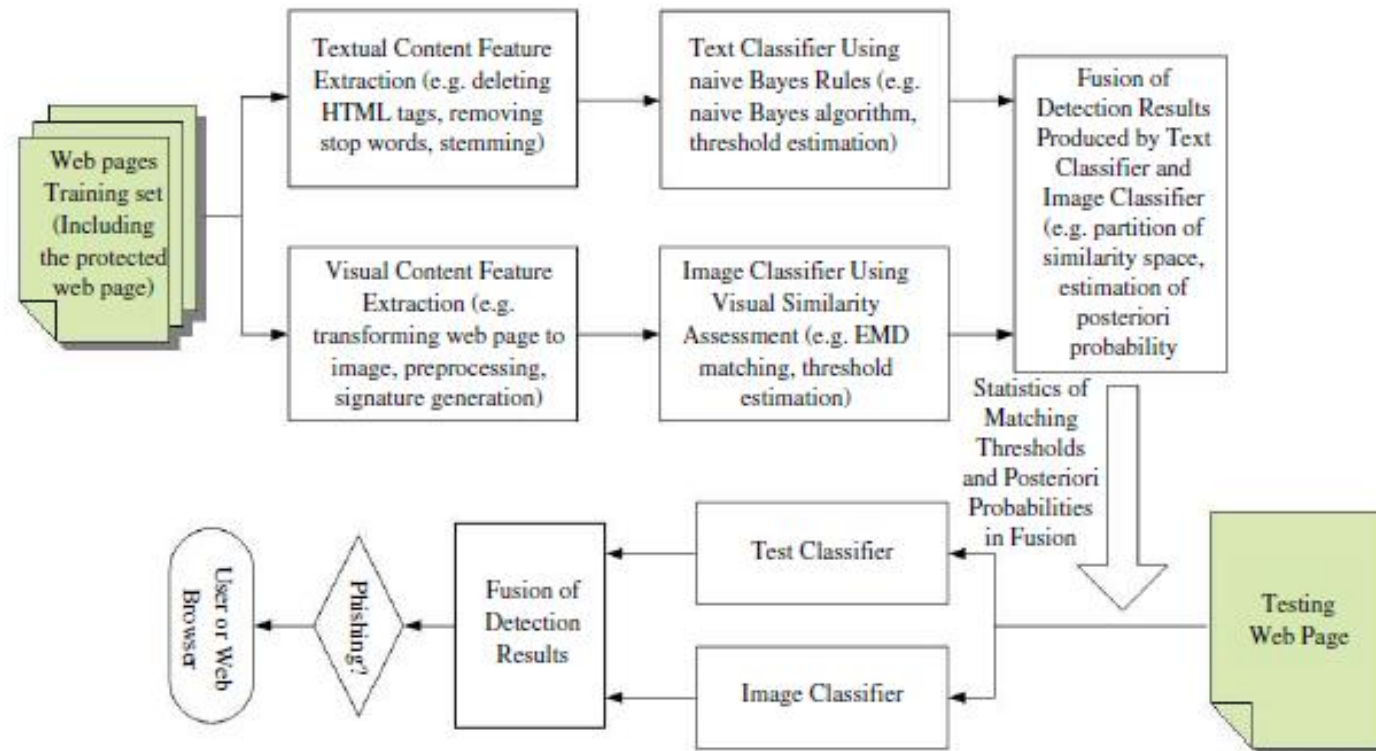 Textual Content Feature
Extraction (e.g. deleting
HTML tags, removing
stop words, stemming)
Text Classifier Using
naive Bayes Rules (e.g.
naive Bayes algorithm,
threshold estimation)
Fusion of
Detection Results
Produced by Text
Classifier and
Image Classifier
(e.g. partition of
similarity space,
estimation of
posteriori
probability
Web pages
Training set
(Including
the protected
web page)
Visual Content Feature
Extraction (e.g.
transforming web page to
image, preprocessing,
signature generation)
Image Classifier Using
Visual Similarity
Assessment (e.g. EMD
matching, threshold
estimation)
Statistics of
Matching
Thresholds
and Posteriori
Probabilities
in Fusion
User or Web
Browser
Phishing?
Fusion of
Detection
Results
Test Classifier
Image Classifier
Testing
Web Page